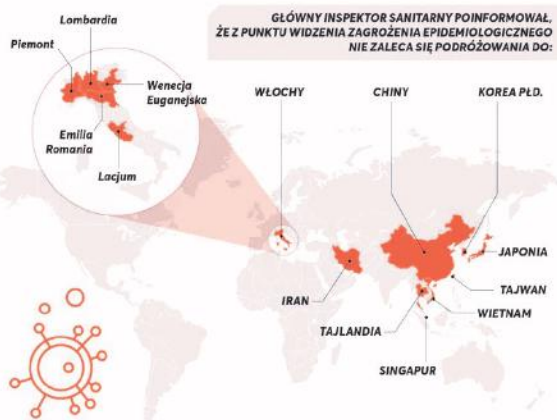 GŁÓWNY INSPEKTOR SANITARNY POINFORMOWAŁ,
ŻE Z PUNKTU WIDZENIA ZAGROŻENIA EPIDEMIOLOGICZNEGO
NIE ZALECA SIĘ PODRÓŻOWANIA DO:
Lombardia
Piemont
Wenecja
Euganejska
Emilia
Romania
Lacjum
WŁOCHY
CHINY
KOREA PŁD.
JAPONIA
IRAN
TAJWAN
TAJLANDIA
WIETNAM
SINGAPUR